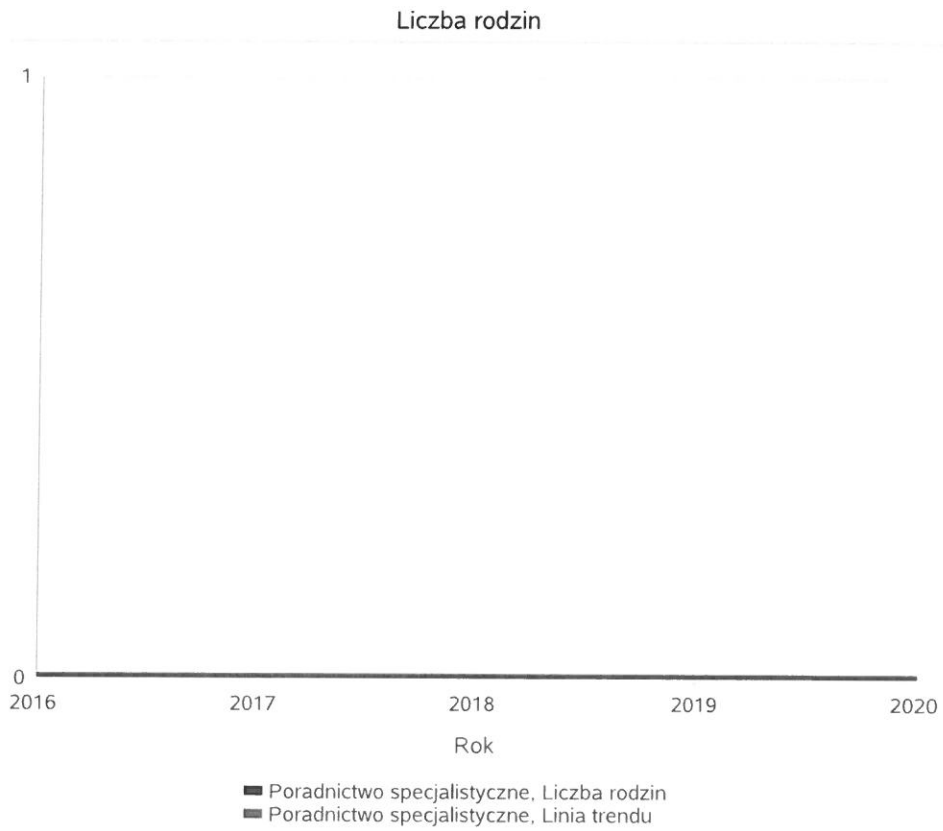 Liczba rodzin
1
0
2016 2017 2018 2019 2020
Rok
Poradnictwo specjalistyczne, Liczba rodzin
Poradnictwo specjalistyczne, Linia trendu